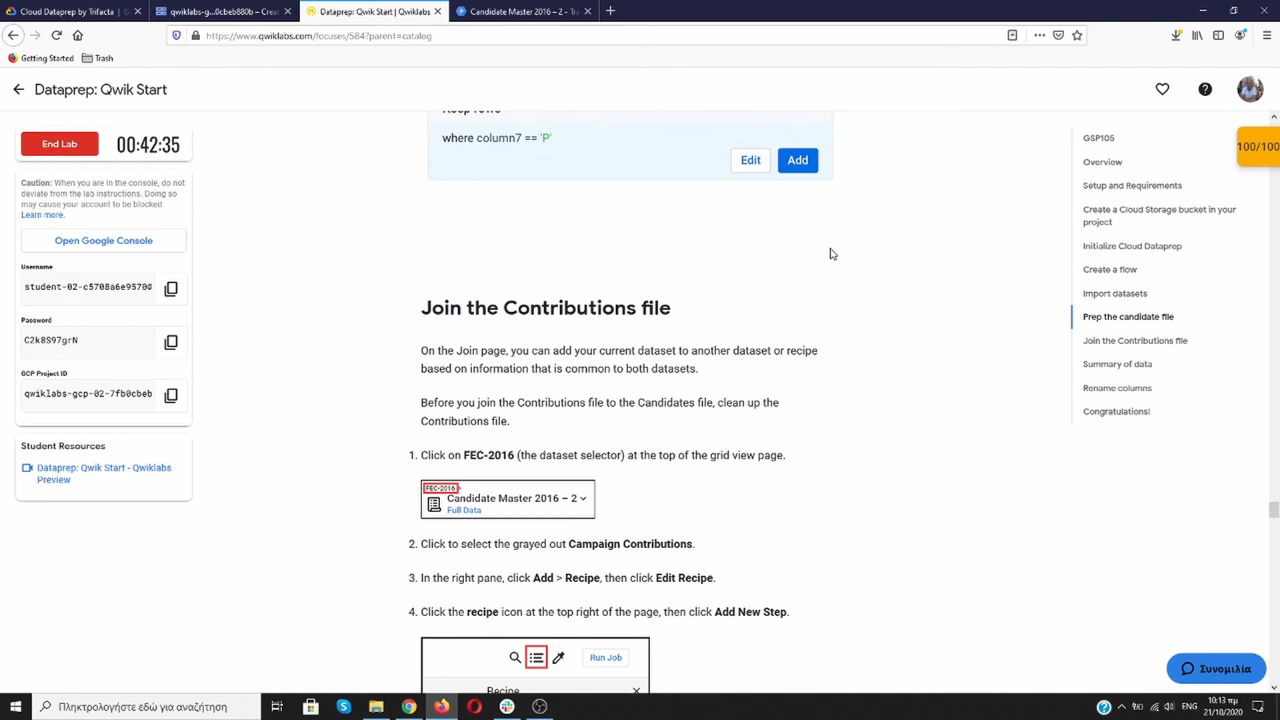 Cloud Dataprep by Trifacta
qwiklabs-g...0cbeb880b – Cre
Dataprep: Qwik Start | Qwiklabs
Candidate Master 2016 – 2 – Tr
https://www.qwiklabs.com/focuses/584?parent=catalog
Getting Started
Trash
Dataprep: Qwik Start
End Lab
00:42:35
Caution: When you are in the console, do not
deviate from the lab instructions. Doing so
may cause your account to be blocked.
Learn more.
Open Google Console
Username
student-02-c5708a6e9570@
Password
C2k8S97grN
GCP Project ID
qwiklabs-gcp-02-7fb0cbeb
Student Resources
Dataprep: Qwik Start - Qwiklabs
Preview
where column7 == 'P'
Edit
Add
Join the Contributions file
On the Join page, you can add your current dataset to another dataset or recipe
based on information that is common to both datasets.
Before you join the Contributions file to the Candidates file, clean up the
Contributions file.
1. Click on FEC-2016 (the dataset selector) at the top of the grid view page.
FEC-2016
Candidate Master 2016 – 2
Full Data
2. Click to select the grayed out Campaign Contributions.
3. In the right pane, click Add > Recipe, then click Edit Recipe.
4. Click the recipe icon at the top right of the page, then click Add New Step.
Run Job
Recipe
GSP105
Overview
Setup and Requirements
Create a Cloud Storage bucket in your
project
Initialize Cloud Dataprep
Create a flow
Import datasets
Prep the candidate file
Join the Contributions file
Summary of data
Rename columns
Congratulations!
100/100
Συνομιλία
Πληκτρολογήστε εδώ για αναζήτηση
ΕΝG
10:13 πμ
21/10/2020